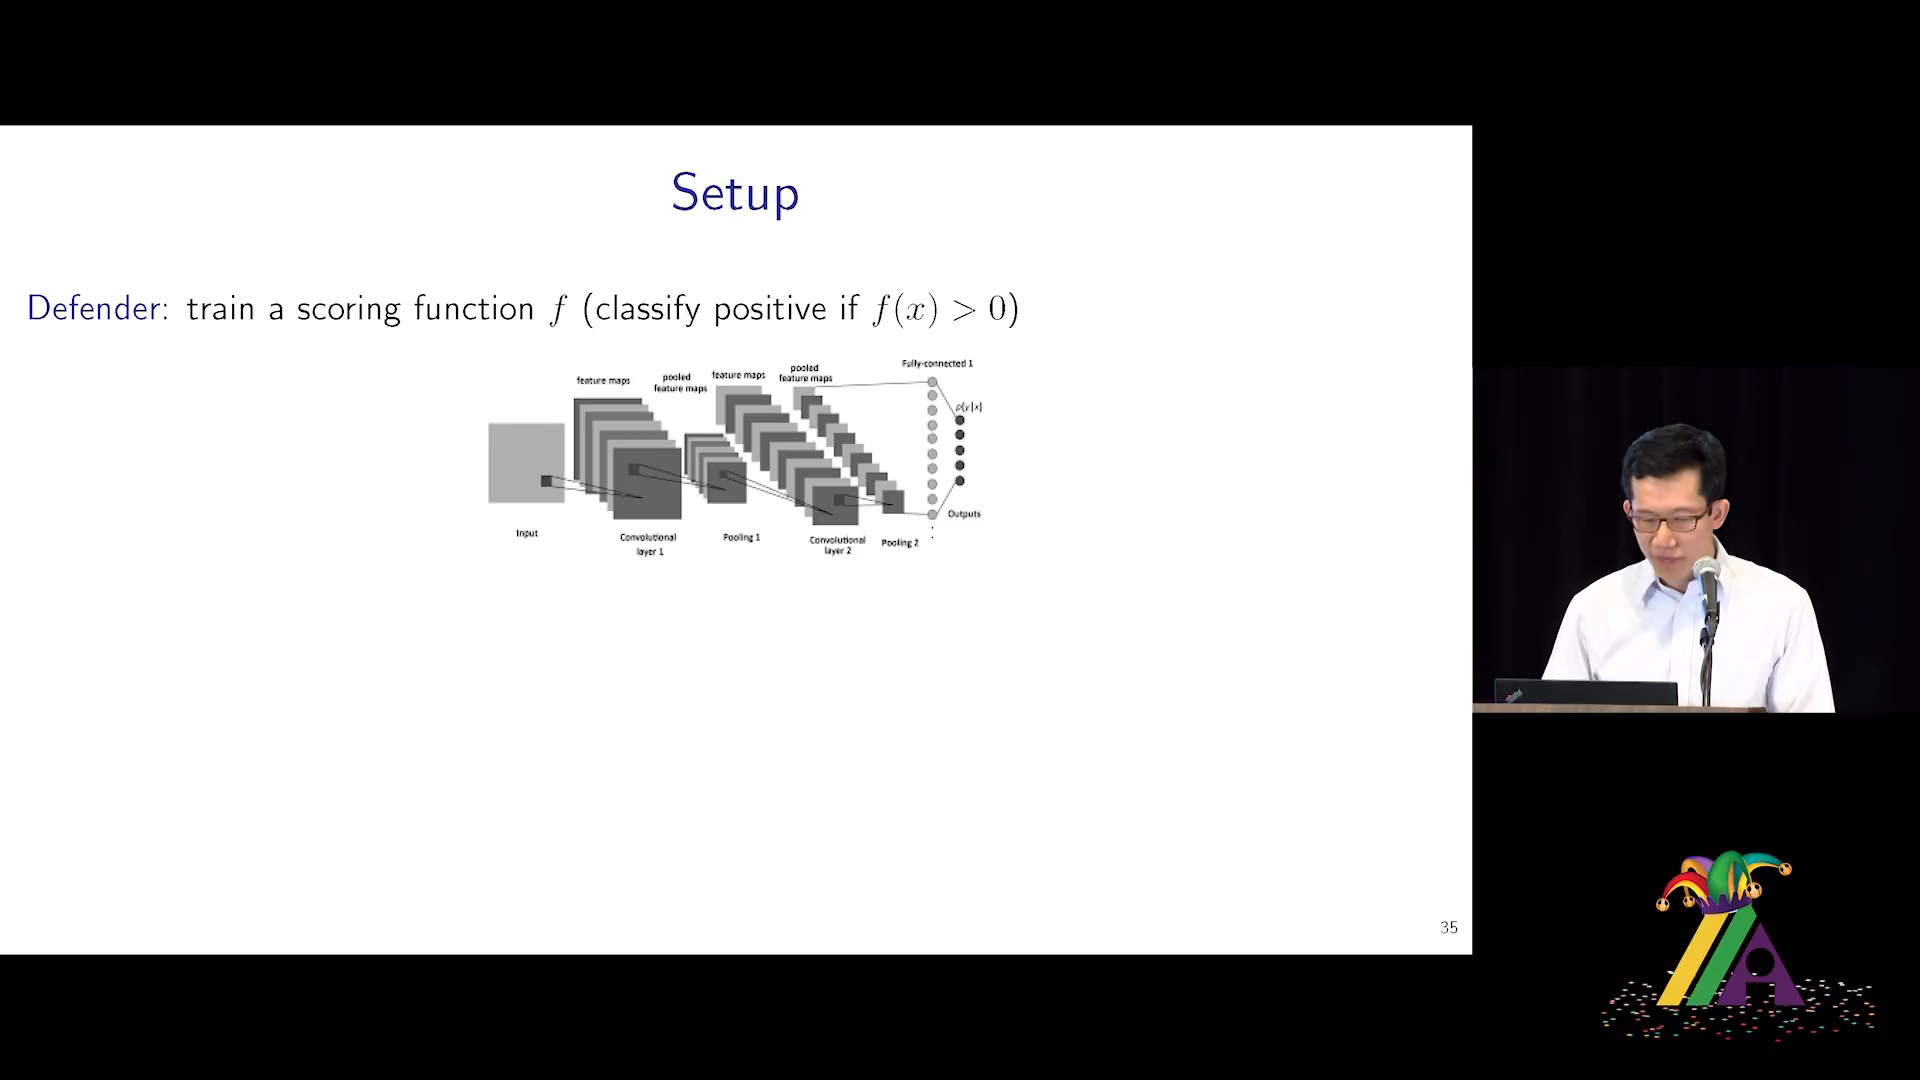 Setup
Defender: train a scoring function f (classify positive if f(x) > 0)
Fully-connected 1
feature maps
pooled
feature maps
feature maps
pooled
feature maps
p(y|x)
Outputs
Input
Convolutional
layer 1
Pooling 1
Convolutional
layer 2
Pooling 2
35